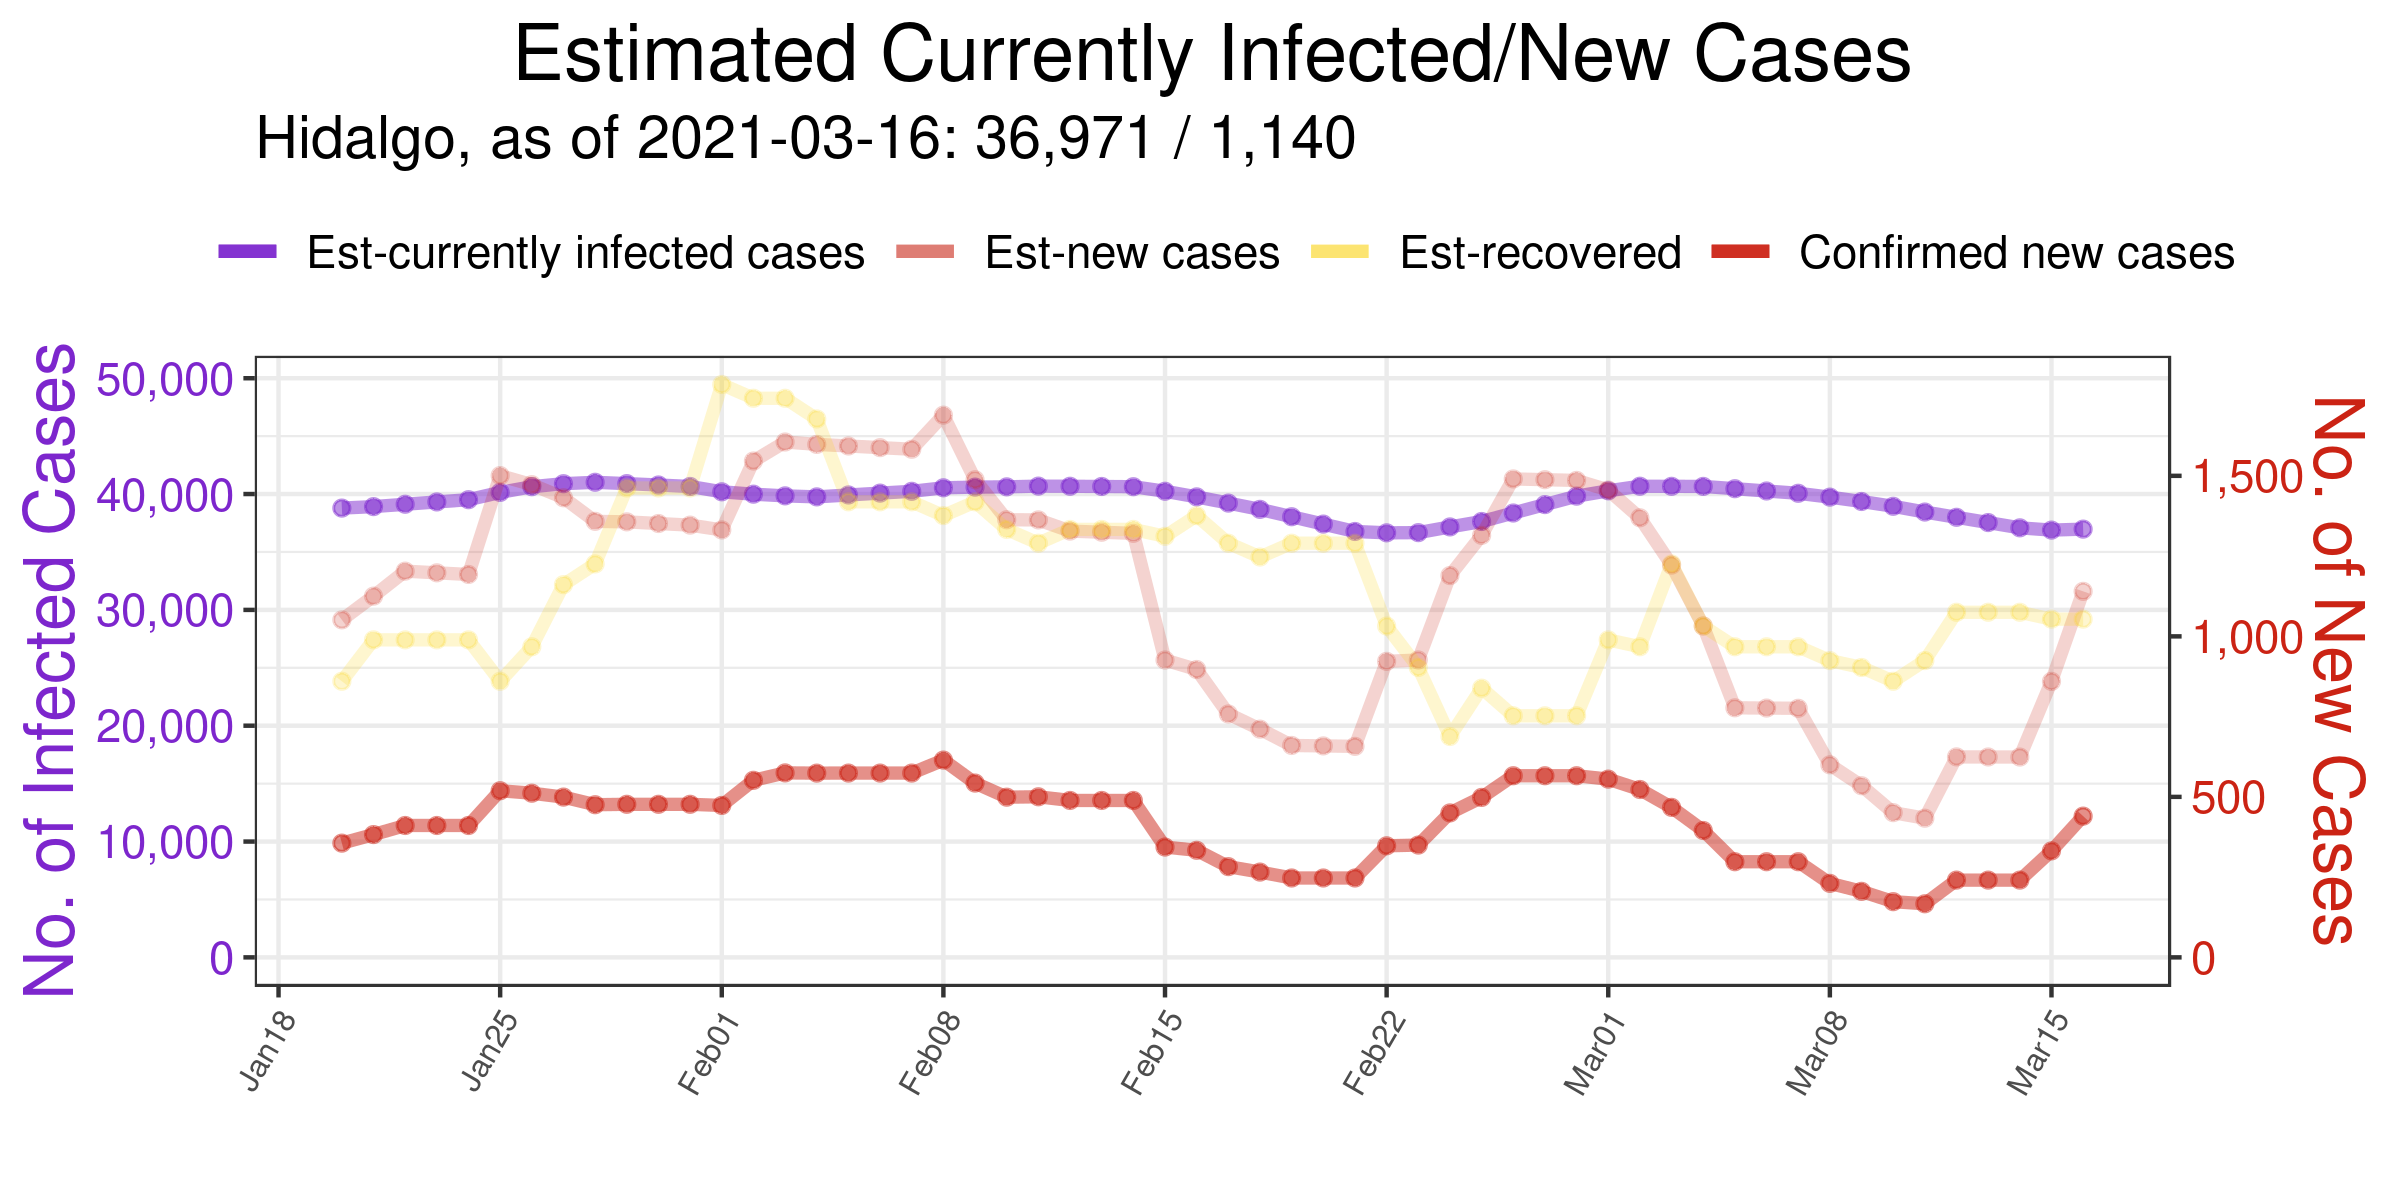 Estimated Currently Infected/New Cases
Hidalgo, as of 2021-03-16: 36,971 / 1,140
Est-currently infected cases Est-new cases Est-recovered Confirmed new cases
No. of Infected Cases
50,000
40,000
30,000
20,000
10,000
0
1,500
1,000
500
0
No. of New Cases
Jan18 Jan25 Feb01 Feb08 Feb15 Feb22 Mar01 Mar08 Mar15